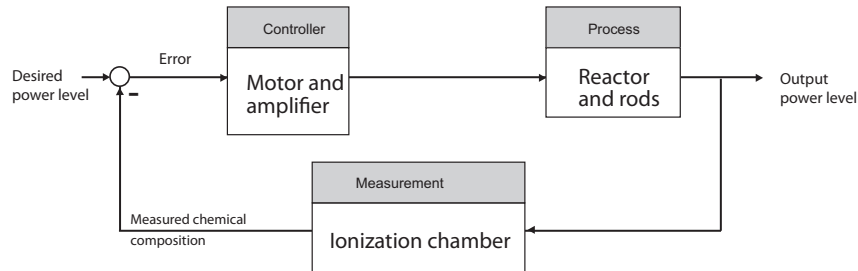 Controller
Process
Error
Desired
power level
Motor and
amplifier
Reactor
and rods
Output
power level
-
Measurement
Measured chemical
composition
Ionization chamber